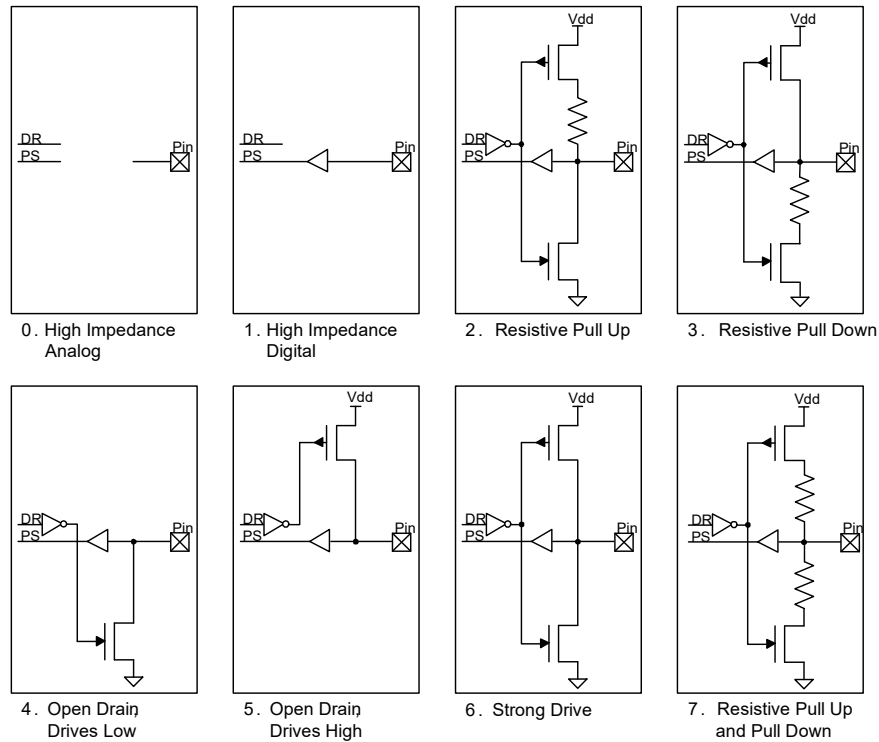 DR
PS
Pin
0. High Impedance
Analog
DR
PS
Pin
1. High Impedance
Digital
Vdd
DR
PS
Pin
2. Resistive Pull Up
Vdd
DR
PS
Pin
3. Resistive Pull Down
DR
PS
Pin
4. Open Drain,
Drives Low
Vdd
DR
PS
Pin
5. Open Drain,
Drives High
Vdd
DR
PS
Pin
6. Strong Drive
Vdd
DR
PS
Pin
7. Resistive Pull Up
and Pull Down